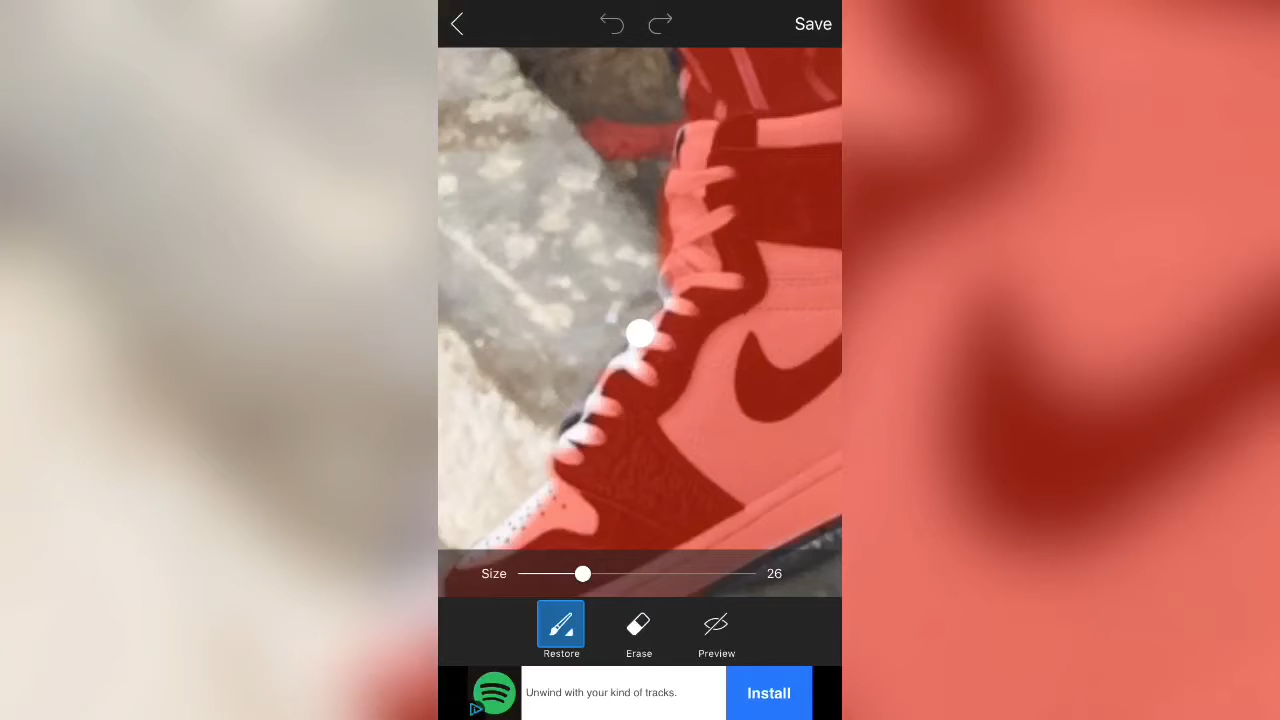 Save
Size 26
Restore Erase Preview
Unwind with your kind of tracks. Install